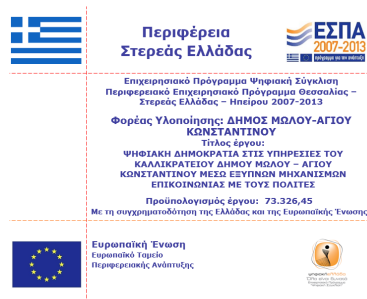 Περιφέρεια
Στερεάς Ελλάδας
ΕΣΠΑ
2007-2013
πρόγραμμα για την ανάπτυξη
Επιχειρησιακό Πρόγραμμα Ψηφιακή Σύγκλιση
Περιφερειακό Επιχειρησιακό Πρόγραμμα Θεσσαλίας –
Στερεάς Ελλάδας – Ηπείρου 2007-2013
Φορέας Υλοποίησης: ΔΗΜΟΣ ΜΩΛΟΥ-ΑΓΙΟΥ
ΚΩΝΣΤΑΝΤΙΝΟΥ
Τίτλος έργου:
ΨΗΦΙΑΚΗ ΔΗΜΟΚΡΑΤΙΑ ΣΤΙΣ ΥΠΗΡΕΣΙΕΣ ΤΟΥ
ΚΑΛΛΙΚΡΑΤΕΙΟΥ ΔΗΜΟΥ ΜΩΛΟΥ – ΑΓΙΟΥ
ΚΩΝΣΤΑΝΤΙΝΟΥ ΜΕΣΩ ΕΞΥΠΝΩΝ ΜΗΧΑΝΙΣΜΩΝ
ΕΠΙΚΟΙΝΩΝΙΑΣ ΜΕ ΤΟΥΣ ΠΟΛΙΤΕΣ
Προϋπολογισμός έργου: 73.326,45
Με τη συγχρηματοδότηση της Ελλάδας και της Ευρωπαϊκής Ένωσης
Ευρωπαϊκή Ένωση
Ευρωπαϊκό Ταμείο
Περιφερειακής Ανάπτυξης